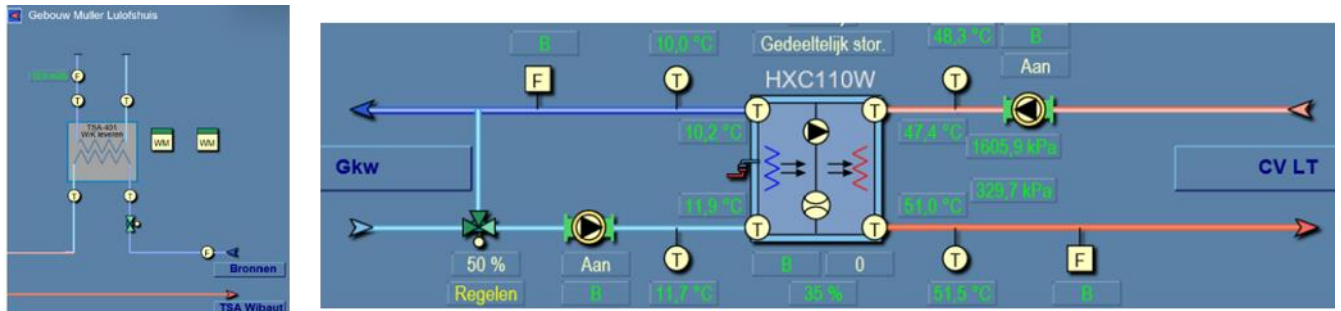 Gebouw Muller Lulofshuis
F
T
T
TSA-401
W/K leveren
WM
WM
T
T
F
Bronnen
TSA Wibaut
B
10,0 °C
Gedeeltelijk stor.
48,3 °C
B
Aan
F
T
HXC110W
T
T
T
10,2 °C
47,4 °C
1605,9 kPa
Gkw
CV LT
11,9 °C
51,0 °C
329,7 kPa
T
T
50 %
Aan
T
B
0
T
F
Regelen
B
11,7 °C
35 %
51,5 °C
B